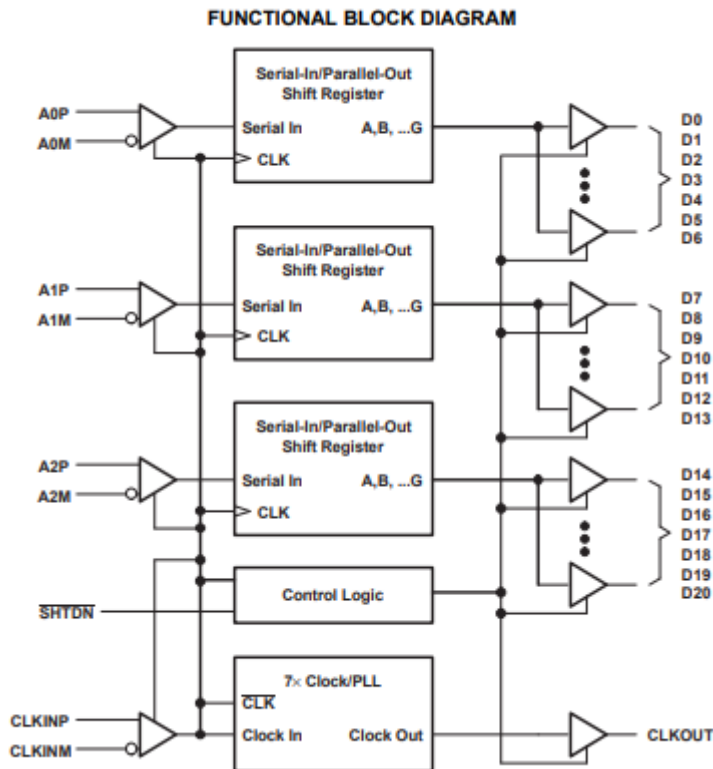 FUNCTIONAL BLOCK DIAGRAM
Serial-In/Parallel-Out
Shift Register
A0P
A0M
Serial In
A,B, ...G
CLK
D0
D1
D2
D3
D4
D5
D6
Serial-In/Parallel-Out
Shift Register
A1P
A1M
Serial In
A,B, ...G
CLK
D7
D8
D9
D10
D11
D12
D13
Serial-In/Parallel-Out
Shift Register
A2P
A2M
Serial In
A,B, ...G
CLK
D14
D15
D16
D17
D18
D19
D20
SHTDN
Control Logic
7× Clock/PLL
CLK
CLKINP
CLKINM
Clock In
Clock Out
CLKOUT